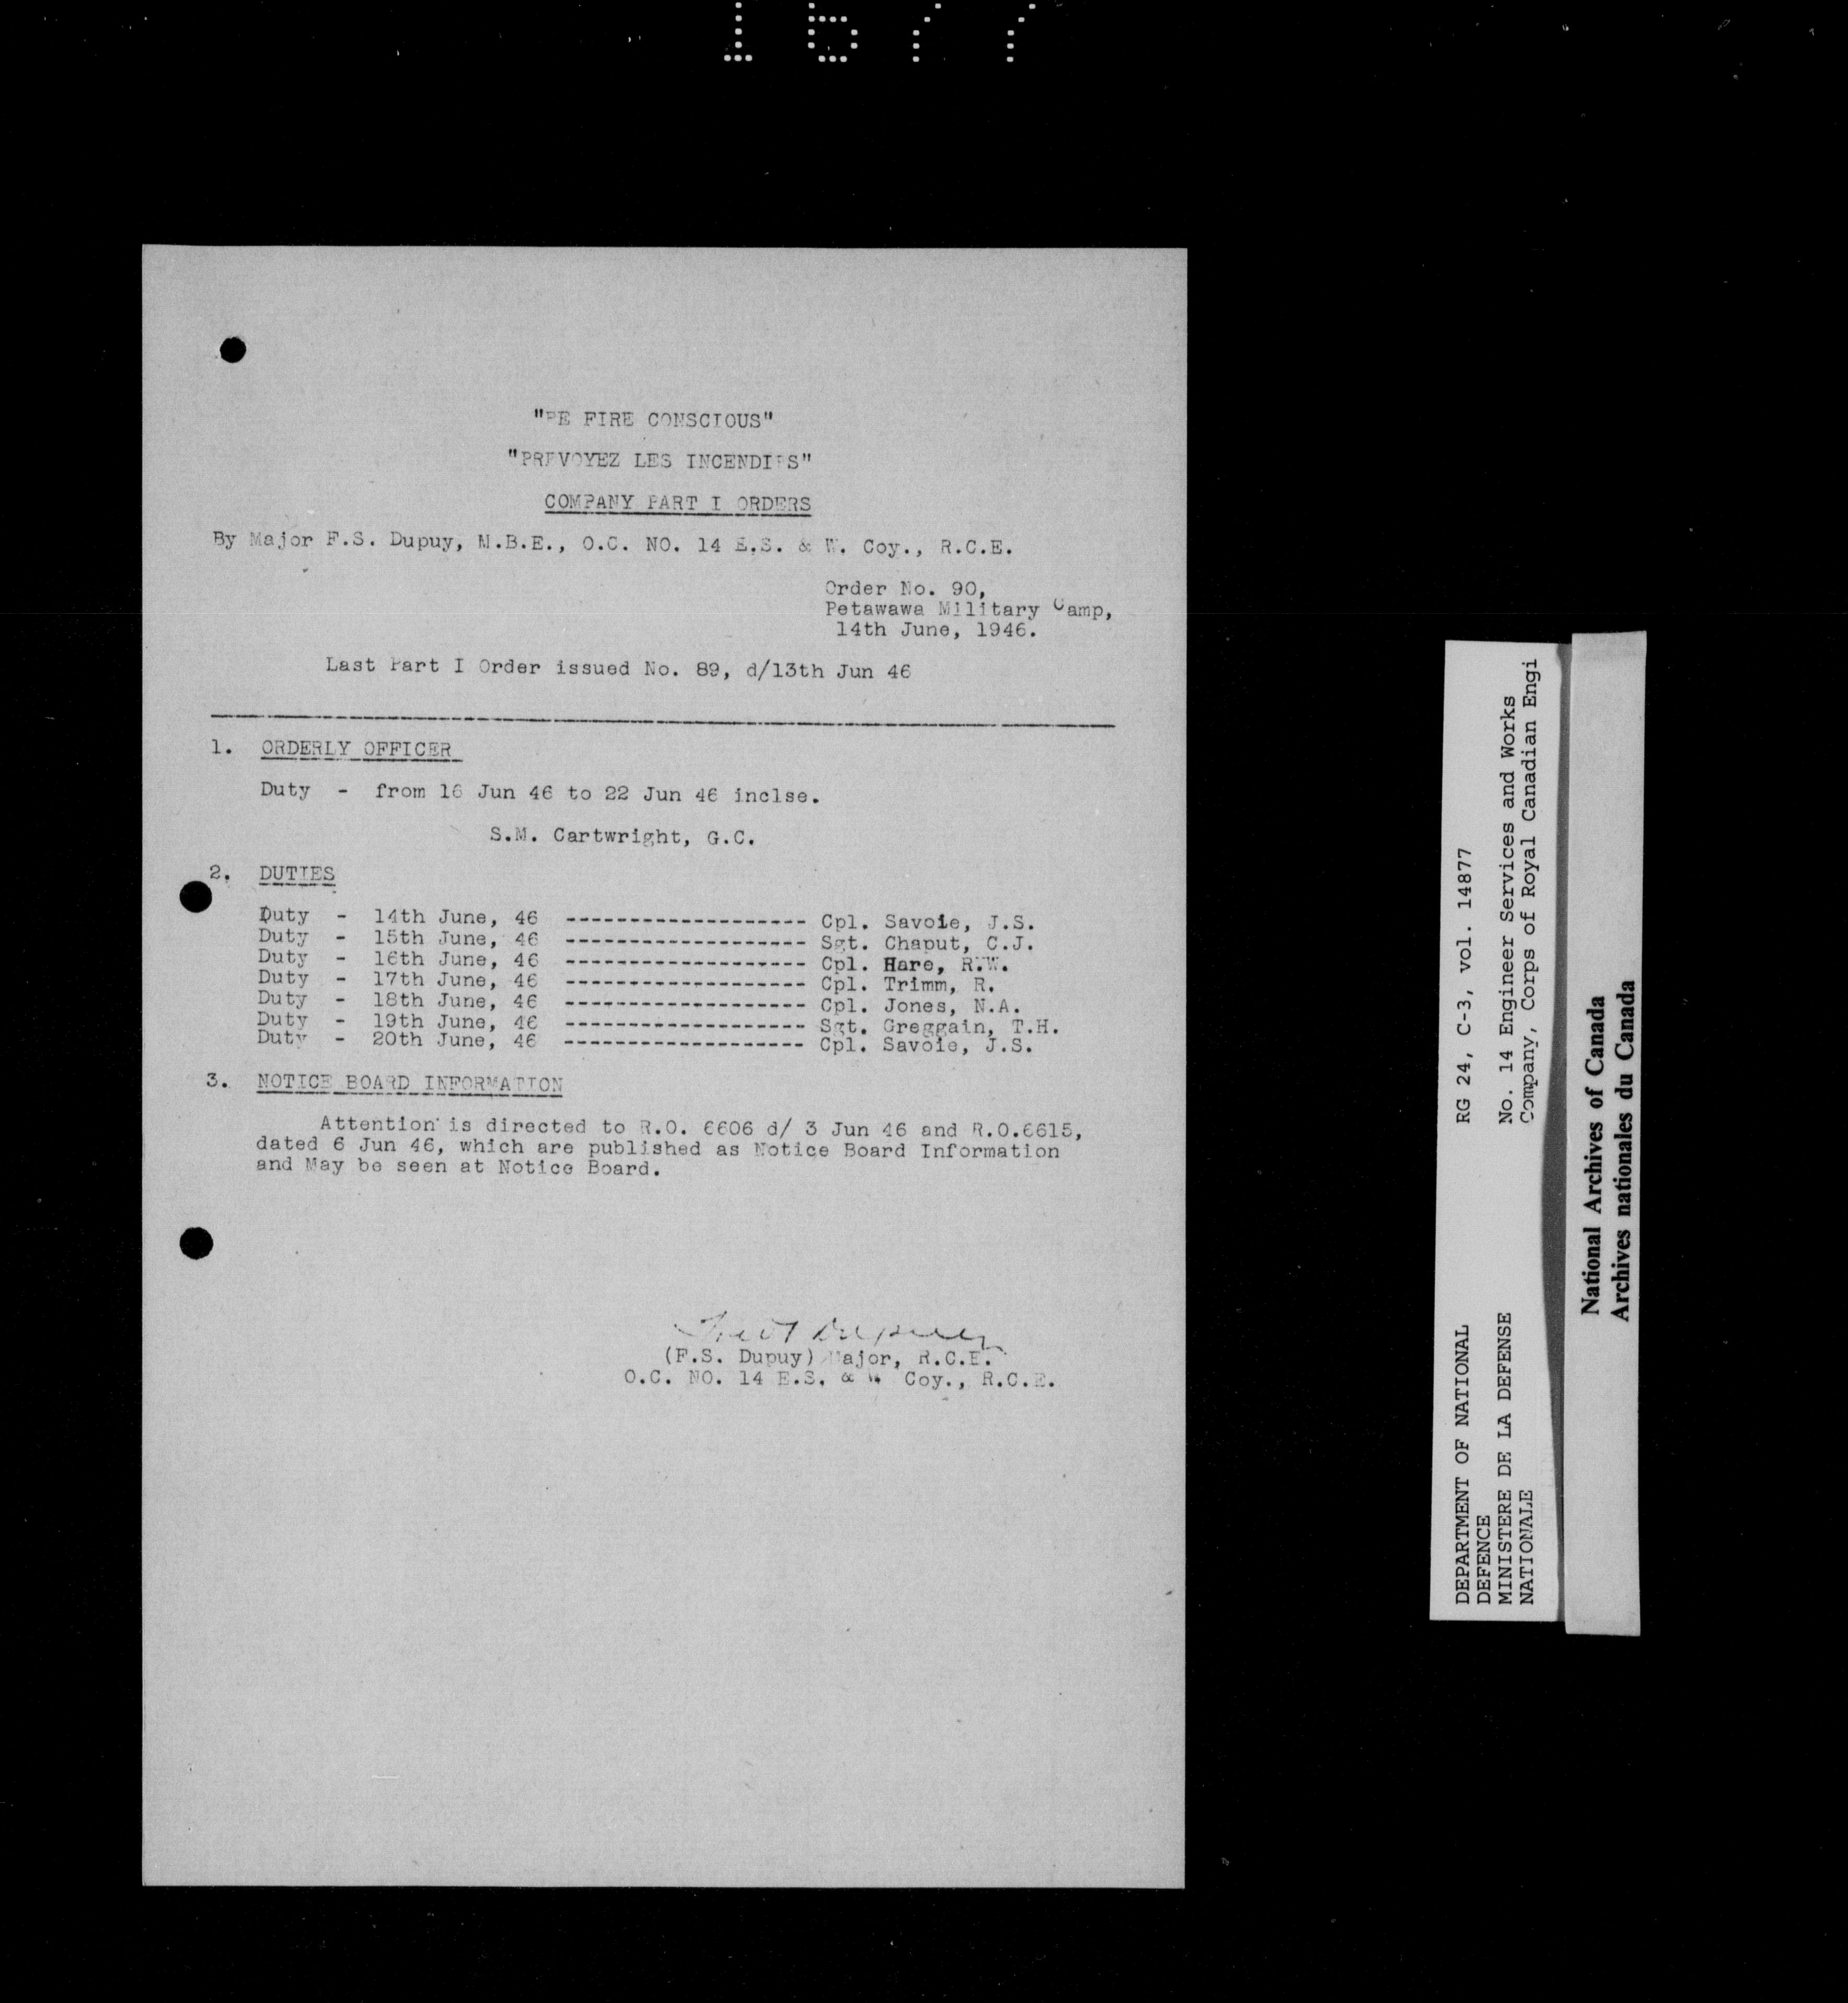 1577
"BE FIRE CONSCIOUS"
"PREVOYEZ LES INCENDIES"
COMPANY PART I ORDERS
By Major F.S. Dupuy, M.B.E., O.C. NO. 14 E.S. & W. Coy., R.C.E.
Order No. 90,
Petawawa Military Camp,
14th June, 1946.
Last Part I Order issued No. 89, d/13th Jun 46
1. ORDERLY OFFICER
Duty - from 16 Jun 46 to 22 Jun 46 inclse.
S.M. Cartwright, G.C.
2. DUTIES
Duty - 14th June, 46 ------------------- Cpl. Savoie, J.S.
Duty - 15th June, 46 ------------------- Sgt. Chaput, C.J.
Duty - 16th June, 46 ------------------- Cpl. Hare, R.W.
Duty - 17th June, 46 ------------------- Cpl. Trimm, R.
Duty - 18th June, 46 ------------------- Cpl. Jones, N.A.
Duty - 19th June, 46 ------------------- Sgt. Greggain, T.H.
Duty - 20th June, 46 ------------------- Cpl. Savoie, J.S.
3. NOTICE BOARD INFORMATION
Attention is directed to R.O. 6606 d/ 3 Jun 46 and R.O.6615,
dated 6 Jun 46, which are published as Notice Board Information
and May be seen at Notice Board.
(F.S. Dupuy) Major, R.C.E.
O.C. NO. 14 E.S. & W Coy., R.C.E.
DEPARTMENT OF NATIONAL
DEFENCE
MINISTERE DE LA DEFENSE
NATIONALE
RG 24, C-3, vol. 14877
No. 14 Engineer Services and Works
Company, Corps of Royal Canadian Engi
National Archives of Canada
Archives nationales du Canada